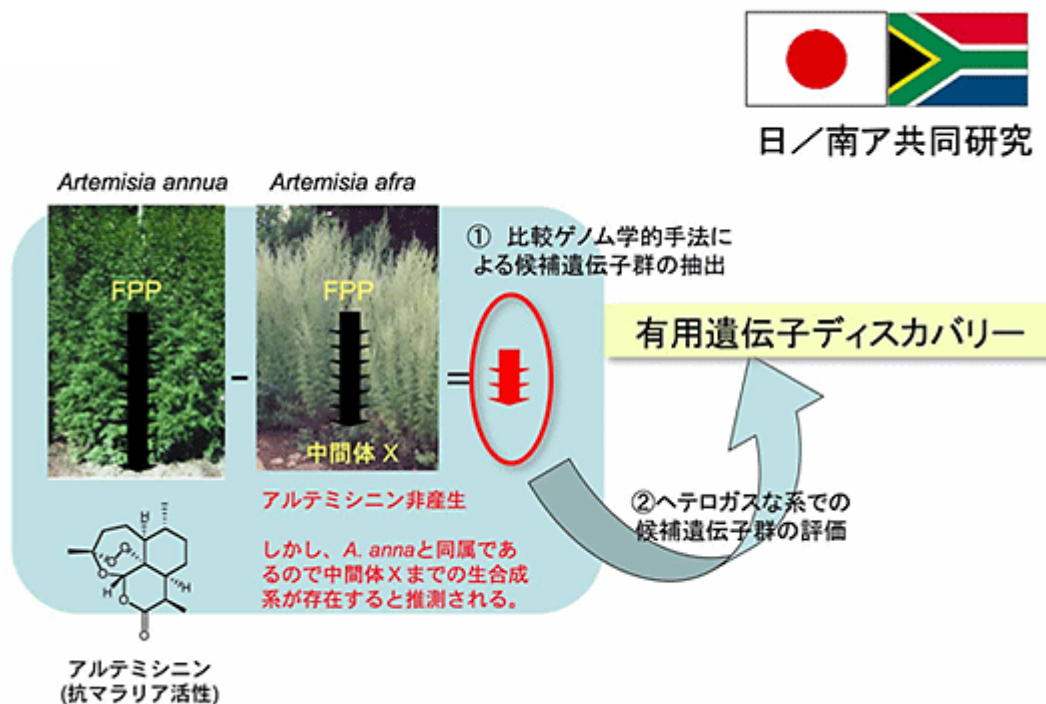 日／南ア共同研究
Artemisia annua
Artemisia afra
FPP
FPP
中間体 X
-
=
① 比較ゲノム学的手法に
よる候補遺伝子群の抽出
有用遺伝子ディスカバリー
②ヘテロガスな系での
候補遺伝子群の評価
アルテミシニン非産生
しかし、A. annaと同属であ
るので中間体Xまでの生合成
系が存在すると推測される。
H
O
O
O
H
O
H
O
アルテミシニン
(抗マラリア活性)